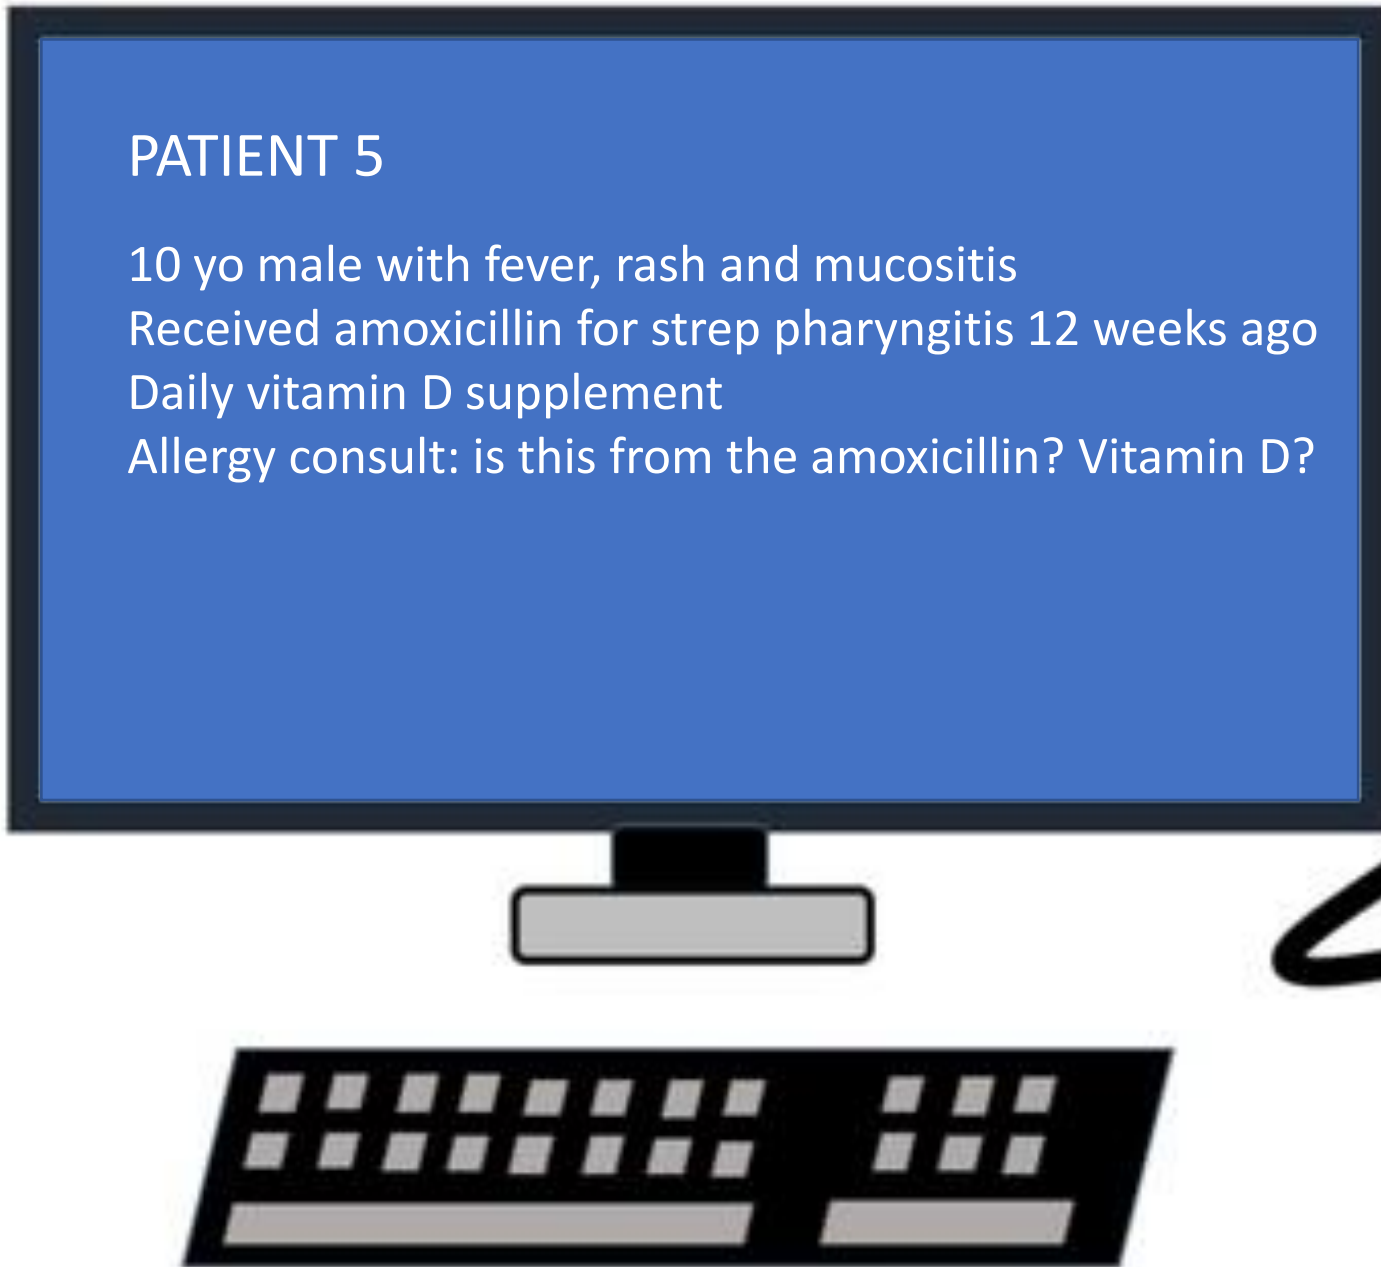 PATIENT 5
10 yo male with fever, rash and mucositis
Received amoxicillin for strep pharyngitis 12 weeks ago
Daily vitamin D supplement
Allergy consult: is this from the amoxicillin? Vitamin D?